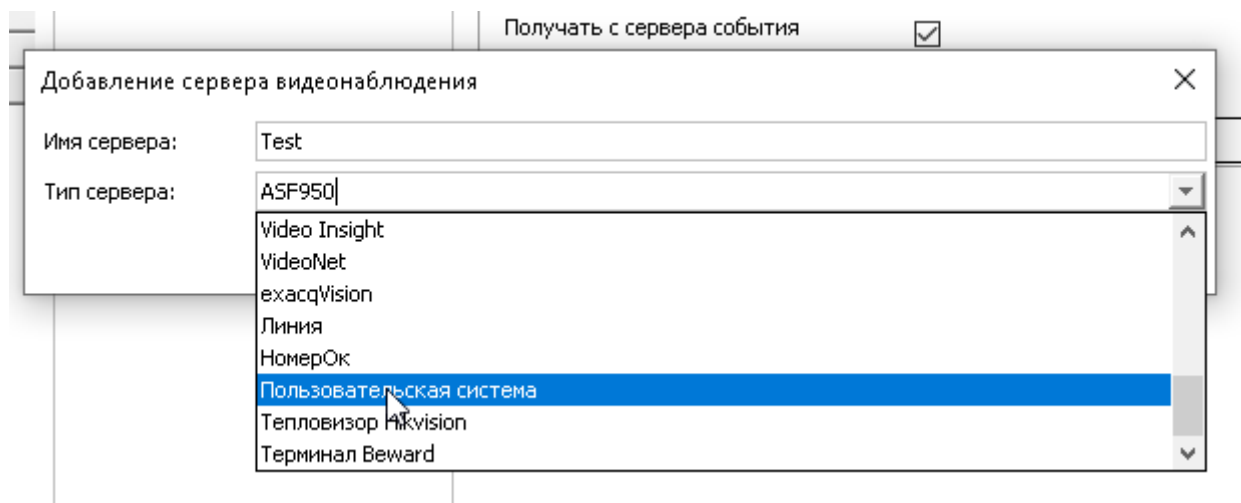 Получать с сервера события
Добавление сервера видеонаблюдения
Имя сервера:
Test
Тип сервера:
ASF950
Video Insight
VideoNet
exacqVision
Линия
НомерОк
Пользовательская система
Тепловизор Hikvision
Терминал Beward